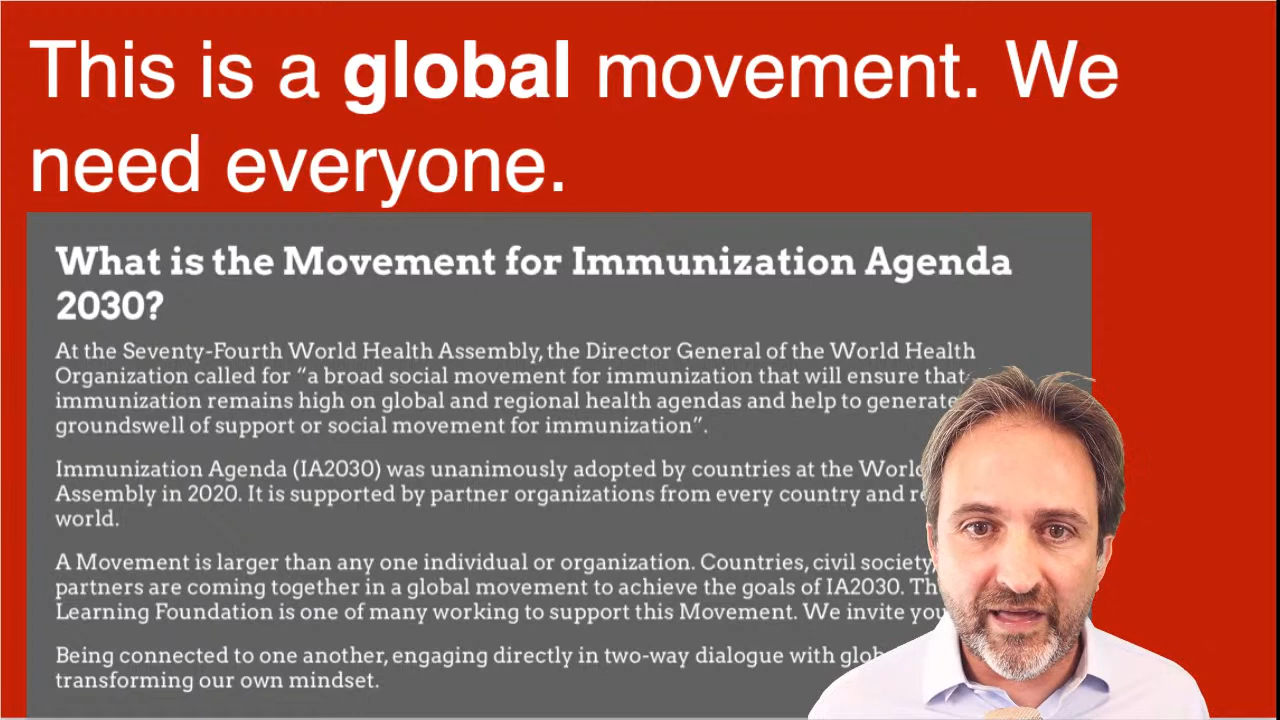 This is a global movement. We
need everyone.
What is the Movement for Immunization Agenda
2030?
At the Seventy-Fourth World Health Assembly, the Director General of the World Health
Organization called for “a broad social movement for immunization that will ensure that
immunization remains high on global and regional health agendas and help to generate
groundswell of support or social movement for immunization”.
Immunization Agenda (IA2030) was unanimously adopted by countries at the World
Assembly in 2020. It is supported by partner organizations from every country and
world.
A Movement is larger than any one individual or organization. Countries, civil society,
partners are coming together in a global movement to achieve the goals of IA2030.
Learning Foundation is one of many working to support this Movement. We invite you
Being connected to one another, engaging directly in two-way dialogue with
transforming our own mindset.